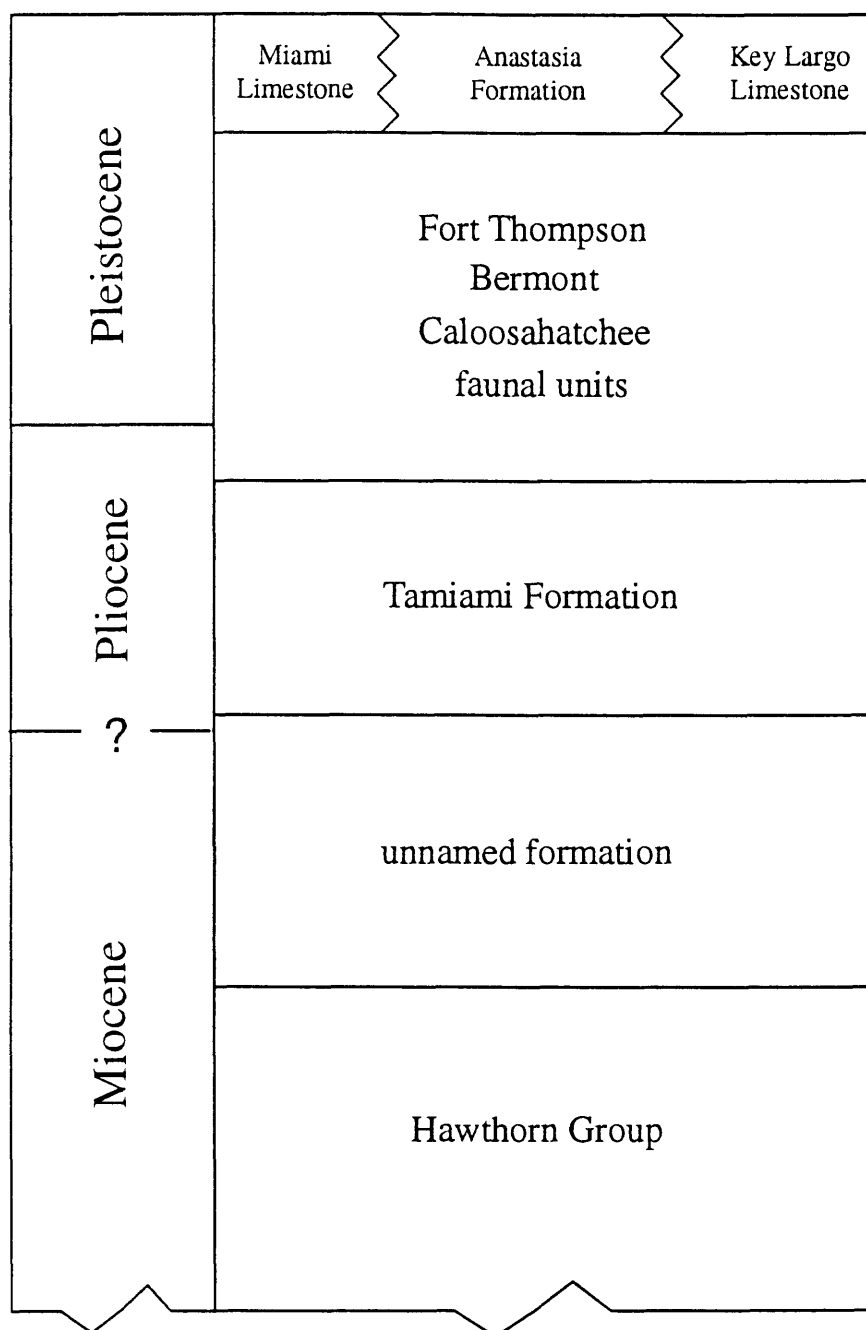 Miami
Limestone
Anastasia
Formation
Key Largo
Limestone
Pleistocene
Fort Thompson
Bermont
Caloosahatchee
faunal units
Pliocene
Tamiami Formation
?
unnamed formation
Miocene
Hawthorn Group